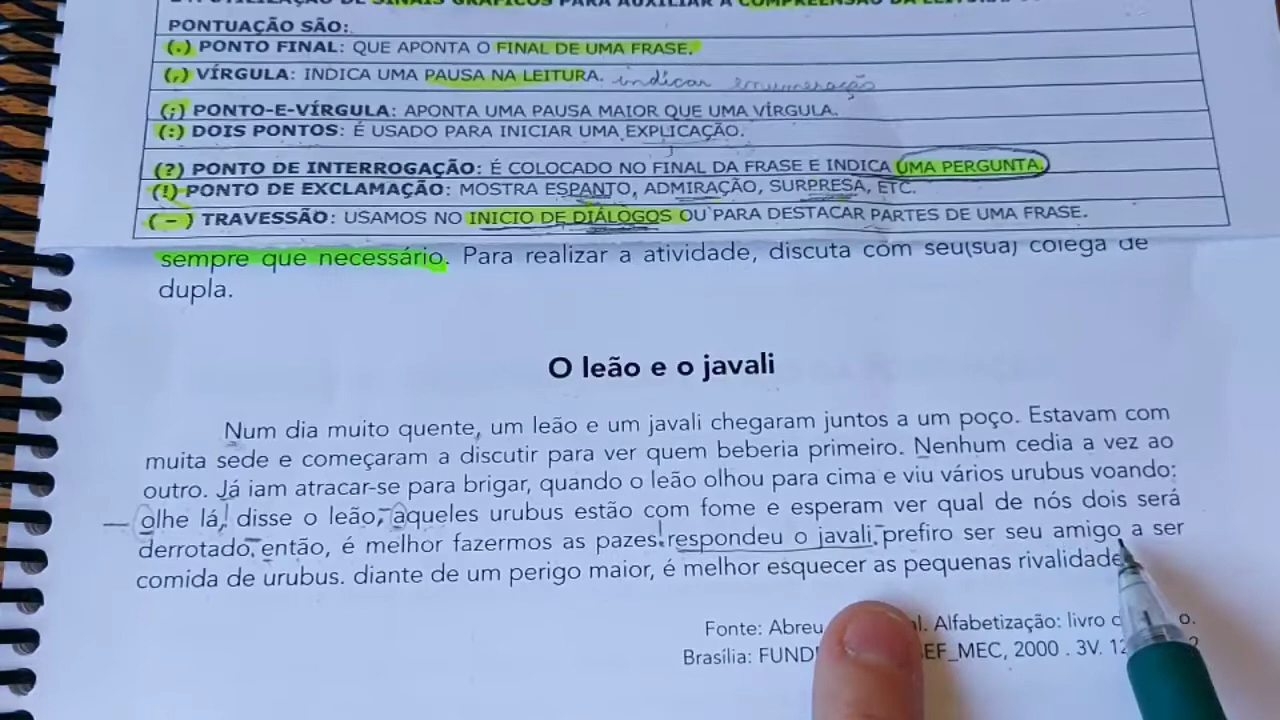 SINAIS GRÁFICOS PARA AUXILIAR A COMPREENSÃO DA LEITURA
PONTUAÇÃO SÃO:
(.) PONTO FINAL: QUE APONTA O FINAL DE UMA FRASE.
(,) VÍRGULA: INDICA UMA PAUSA NA LEITURA. indicar enumeração
(;) PONTO-E-VÍRGULA: APONTA UMA PAUSA MAIOR QUE UMA VÍRGULA.
(:) DOIS PONTOS: É USADO PARA INICIAR UMA EXPLICAÇÃO.
(?) PONTO DE INTERROGAÇÃO: É COLOCADO NO FINAL DA FRASE E INDICA UMA PERGUNTA.
(!) PONTO DE EXCLAMAÇÃO: MOSTRA ESPANTO, ADMIRAÇÃO, SURPRESA, ETC.
(–) TRAVESSÃO: USAMOS NO INICIO DE DIÁLOGOS OU PARA DESTACAR PARTES DE UMA FRASE.
sempre que necessário. Para realizar a atividade, discuta com seu(sua) colega de
dupla.
O leão e o javali
Num dia muito quente, um leão e um javali chegaram juntos a um poço. Estavam com
muita sede e começaram a discutir para ver quem beberia primeiro. Nenhum cedia a vez ao
outro. Já iam atracar-se para brigar, quando o leão olhou para cima e viu vários urubus voando:
— olhe lá! disse o leão, – aqueles urubus estão com fome e esperam ver qual de nós dois será
derrotado. – então, é melhor fazermos as pazes! respondeu o javali. – prefiro ser seu amigo a ser
comida de urubus. diante de um perigo maior, é melhor esquecer as pequenas rivalidade
Fonte: Abreu, l. Alfabetização: livro o.
Brasília: FUND EF_MEC, 2000 . 3V. 12